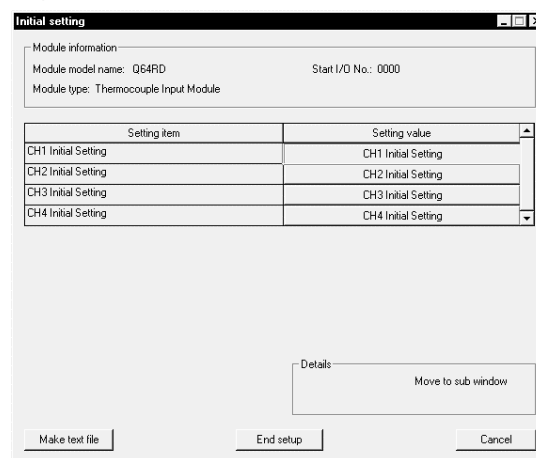 Initial setting
Module information
Module model name: Q64RD Start I/O No.: 0000
Module type: Thermocouple Input Module
Setting item Setting value
CH1 Initial Setting CH1 Initial Setting
CH2 Initial Setting CH2 Initial Setting
CH3 Initial Setting CH3 Initial Setting
CH4 Initial Setting CH4 Initial Setting
Details
Move to sub window
Make text file End setup Cancel